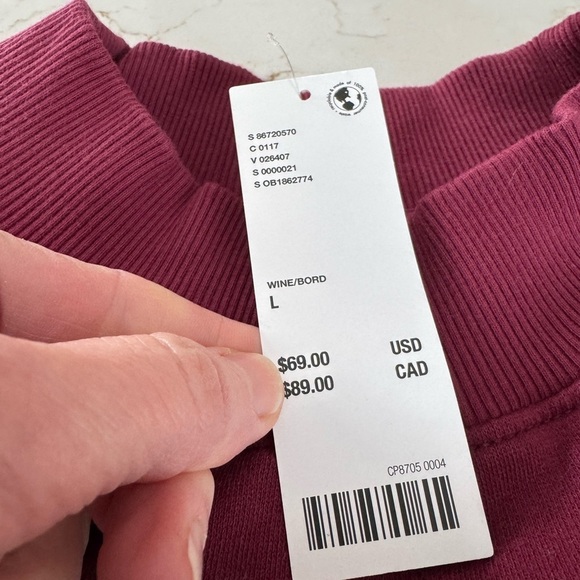 S 86720570
C 0117
V 026407
S 0000021
S OB1862774
WINE/BORD
L
$69.00 USD
$89.00 CAD
CP8705 0004